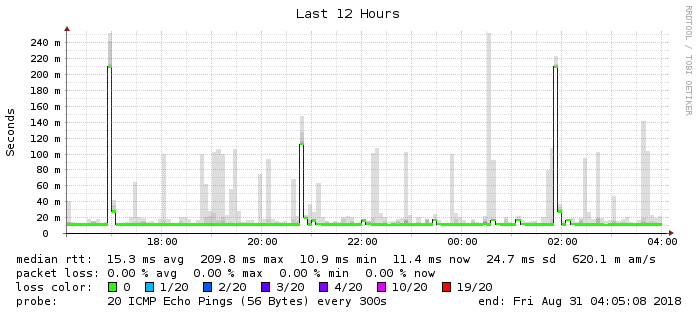 Last 12 Hours
RRDTOOL / TOBI OETIKER
Seconds
240 m
220 m
200 m
180 m
160 m
140 m
120 m
100 m
80 m
60 m
40 m
20 m
0
18:00 20:00 22:00 00:00 02:00 04:00
median rtt: 15.3 ms avg 209.8 ms max 10.9 ms min 11.4 ms now 24.7 ms sd 620.1 m am/s
packet loss: 0.00 % avg 0.00 % max 0.00 % min 0.00 % now
loss color: 0 1/20 2/20 3/20 4/20 10/20 19/20
probe: 20 ICMP Echo Pings (56 Bytes) every 300s end: Fri Aug 31 04:05:08 2018